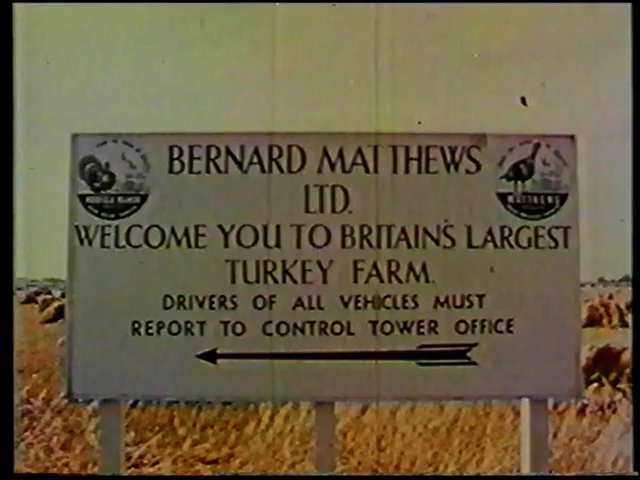 BERNARD MATTHEWS
LTD.
WELCOME YOU TO BRITAIN'S LARGEST
TURKEY FARM.
DRIVERS OF ALL VEHICLES MUST
REPORT TO CONTROL TOWER OFFICE
MATTHEWS